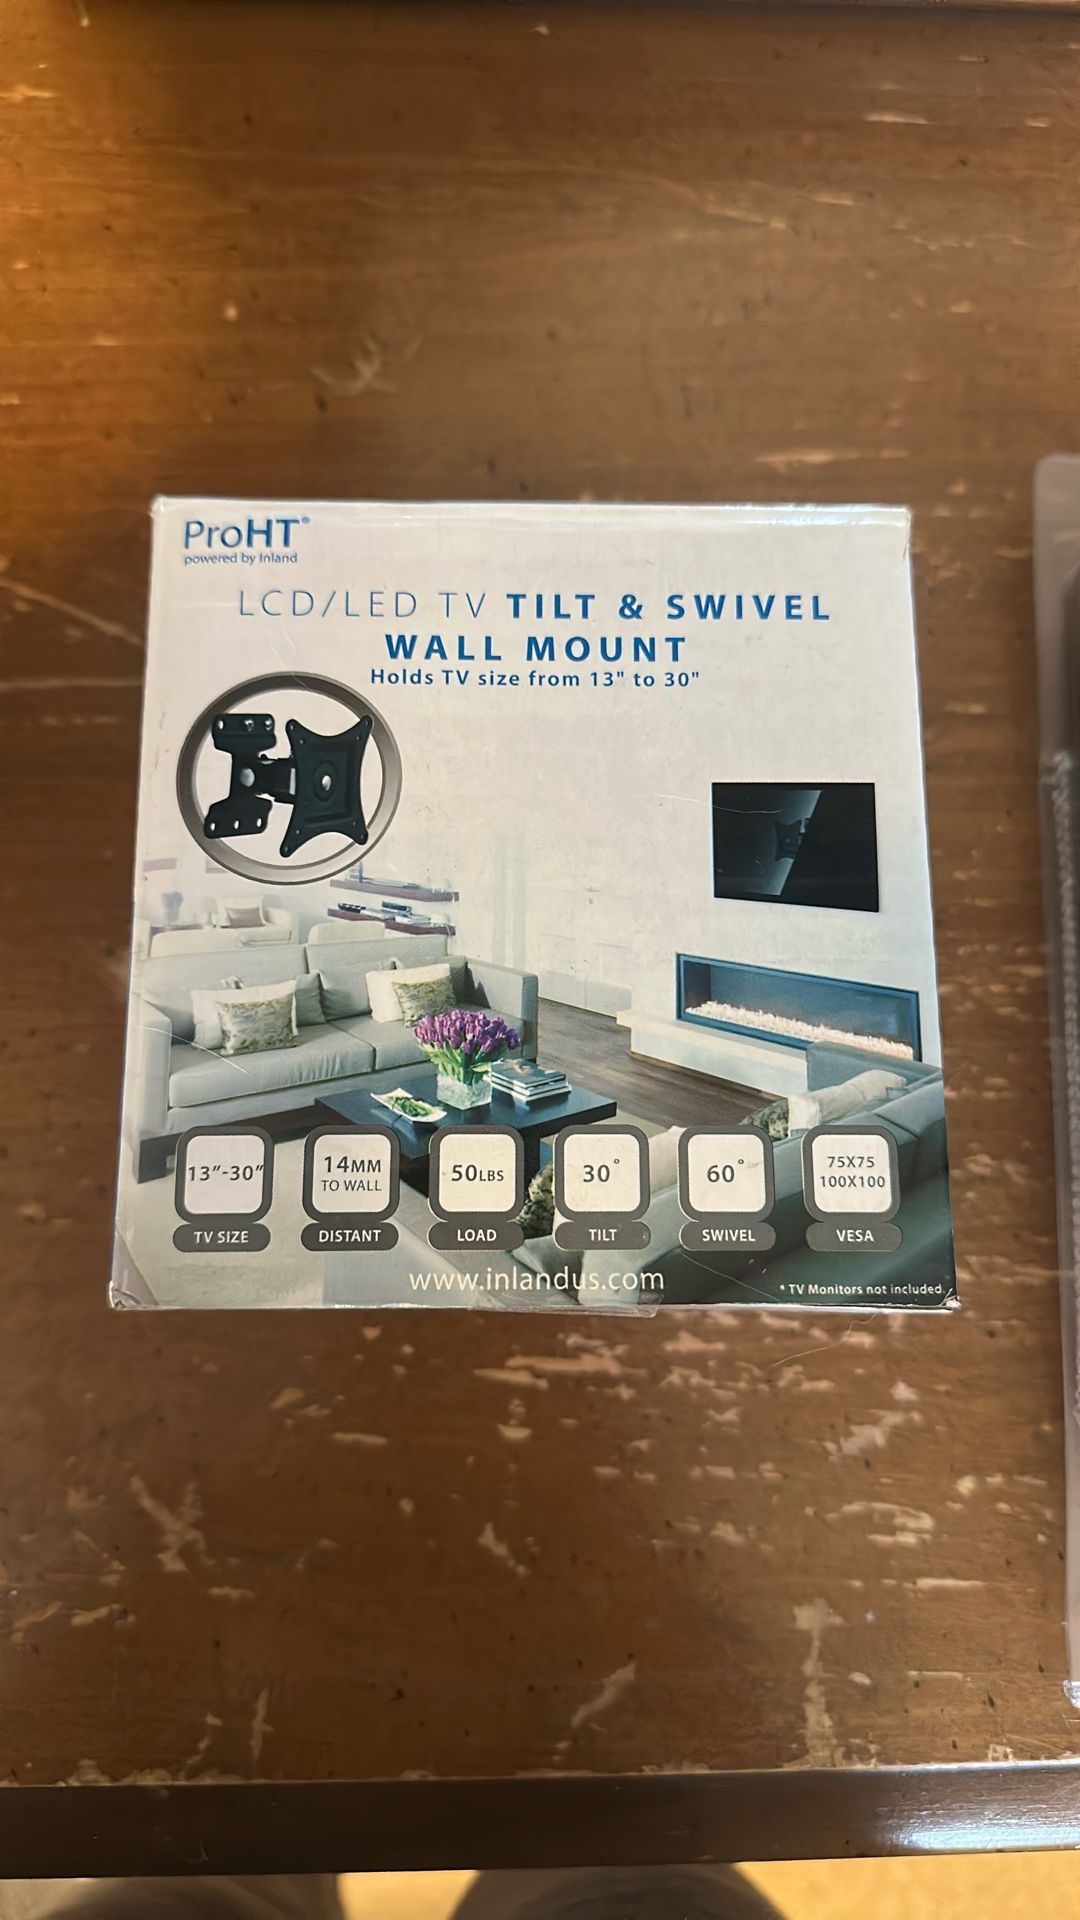 ProHT®
powered by Inland
LCD/LED TV TILT & SWIVEL
WALL MOUNT
Holds TV size from 13" to 30"
13"-30"
TV SIZE
14MM
TO WALL
DISTANT
50LBS
LOAD
30°
TILT
60°
SWIVEL
75X75
100X100
VESA
www.inlandus.com
* TV Monitors not included.